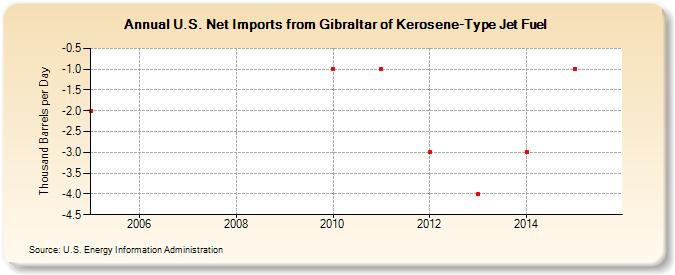 Annual U.S. Net Imports from Gibraltar of Kerosene-Type Jet Fuel
Thousand Barrels per Day
-0.5
-1.0
-1.5
-2.0
-2.5
-3.0
-3.5
-4.0
-4.5
2006 2008 2010 2012 2014
Source: U.S. Energy Information Administration